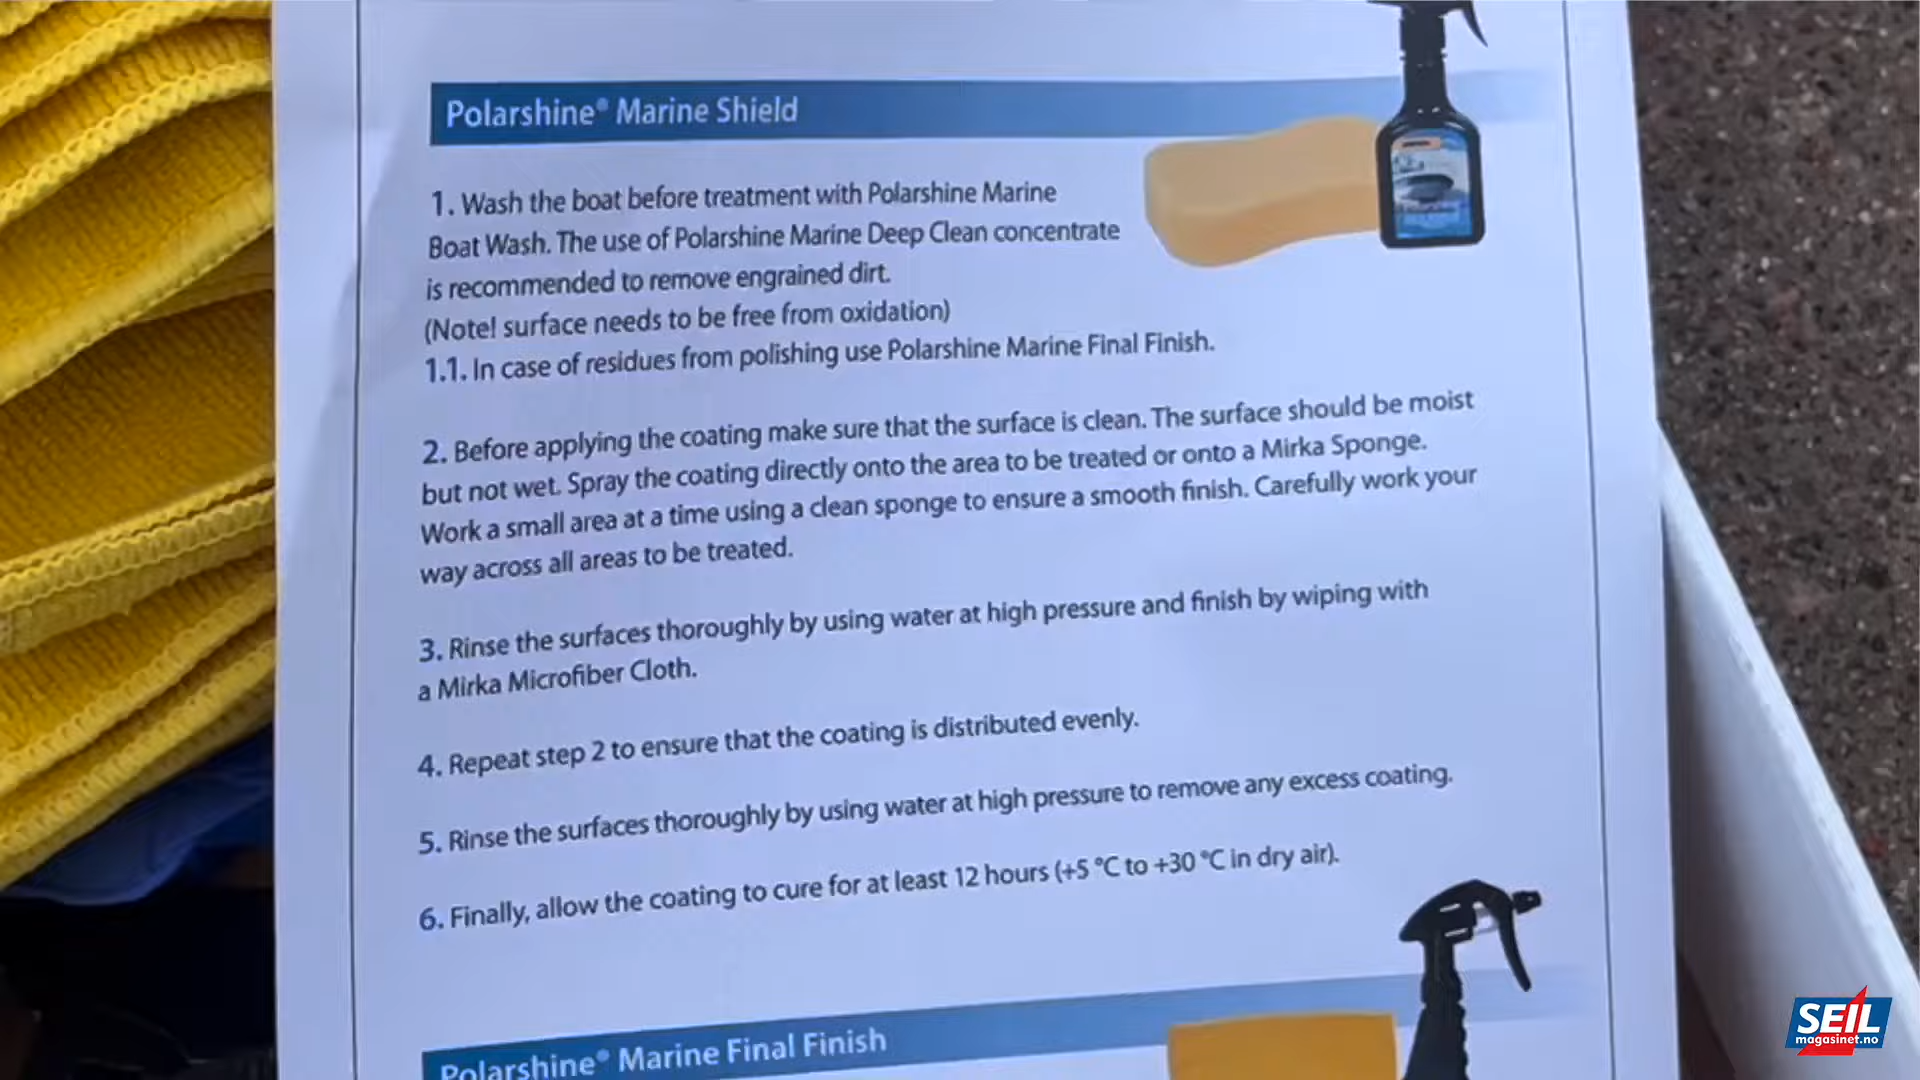 Polarshine® Marine Shield
1. Wash the boat before treatment with Polarshine Marine
Boat Wash. The use of Polarshine Marine Deep Clean concentrate
is recommended to remove engrained dirt.
(Note! surface needs to be free from oxidation)
1.1. In case of residues from polishing use Polarshine Marine Final Finish.
2. Before applying the coating make sure that the surface is clean. The surface should be moist
but not wet. Spray the coating directly onto the area to be treated or onto a Mirka Sponge.
Work a small area at a time using a clean sponge to ensure a smooth finish. Carefully work your
way across all areas to be treated.
3. Rinse the surfaces thoroughly by using water at high pressure and finish by wiping with
a Mirka Microfiber Cloth.
4. Repeat step 2 to ensure that the coating is distributed evenly.
5. Rinse the surfaces thoroughly by using water at high pressure to remove any excess coating.
6. Finally, allow the coating to cure for at least 12 hours (+5 °C to +30 °C in dry air).
Polarshine® Marine Final Finish
SEIL
magasinet.no